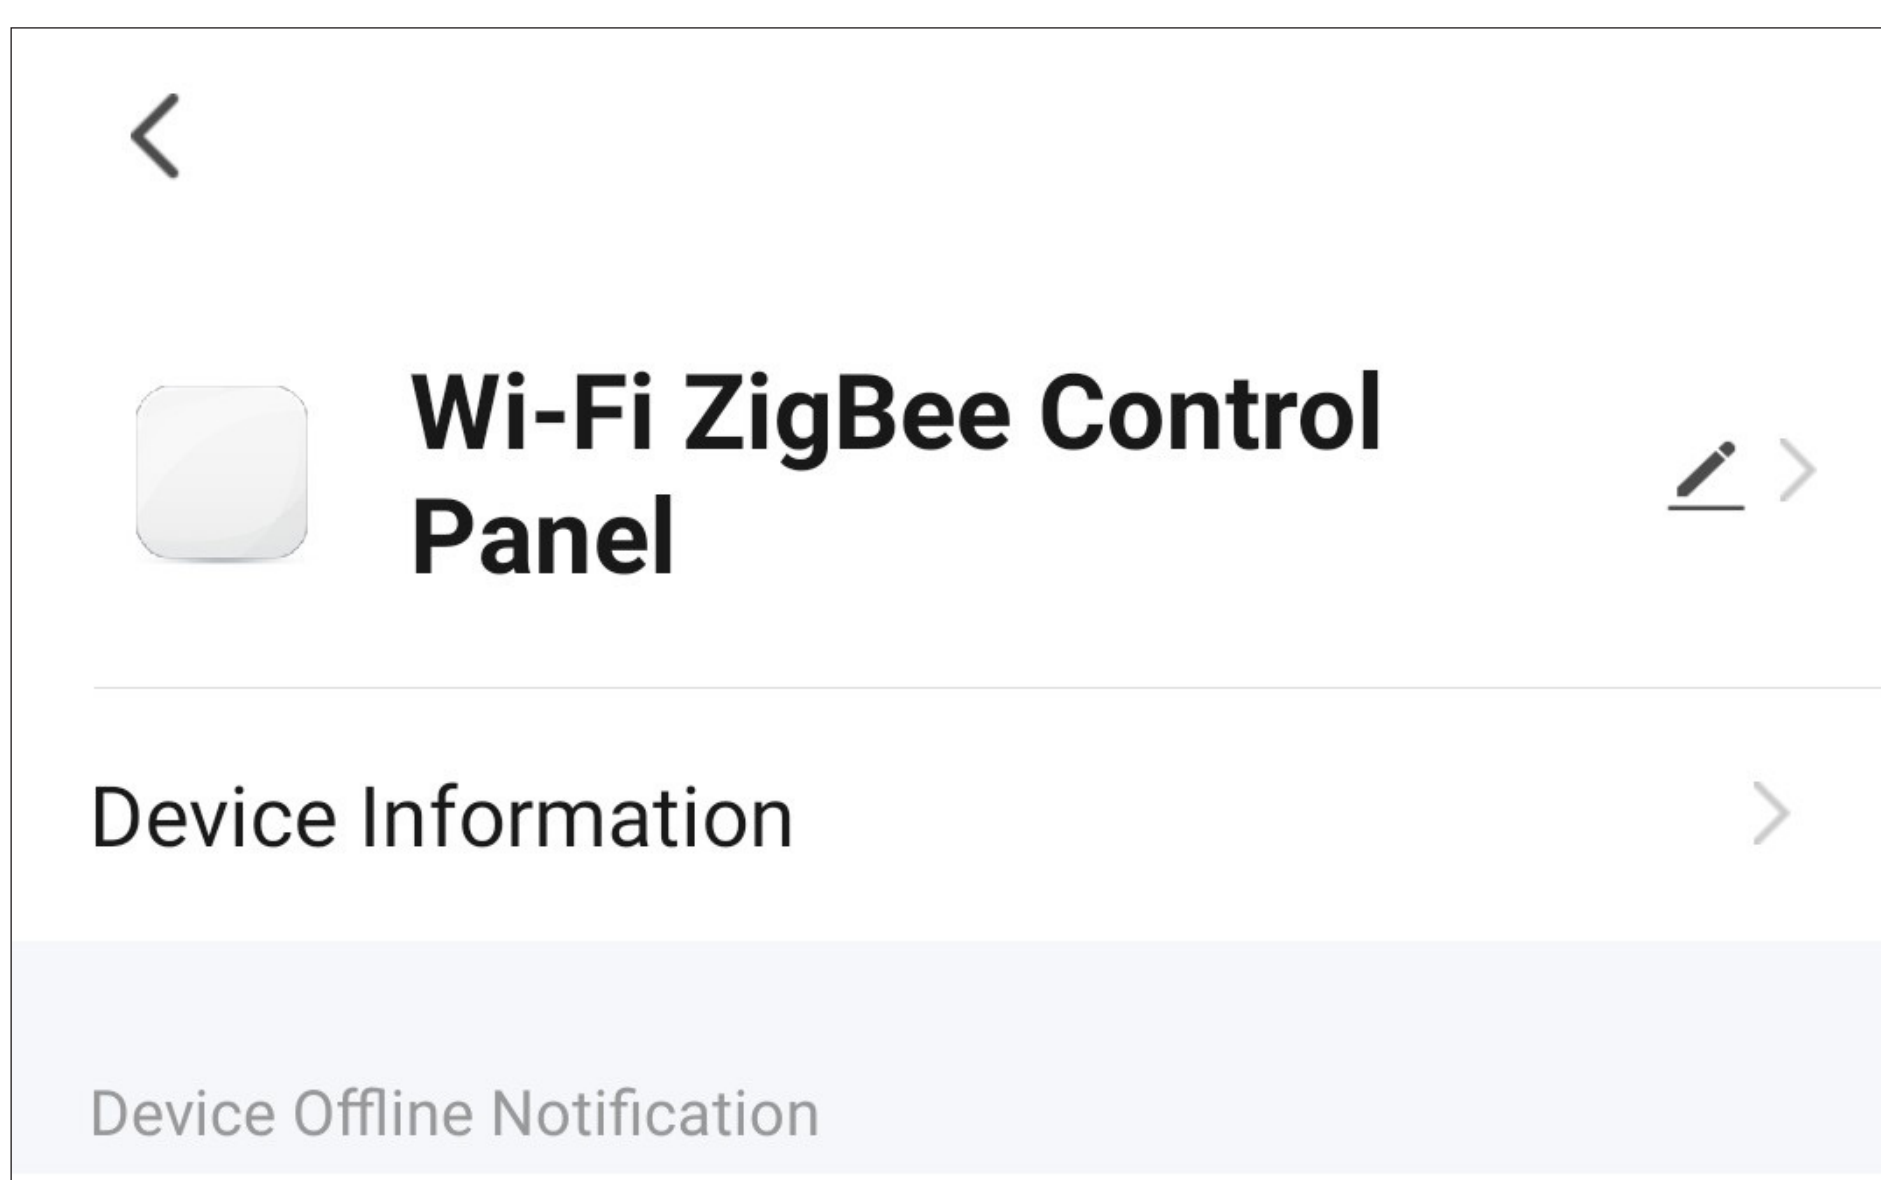 Wi-Fi ZigBee Control
Panel
Device Information
Device Offline Notification